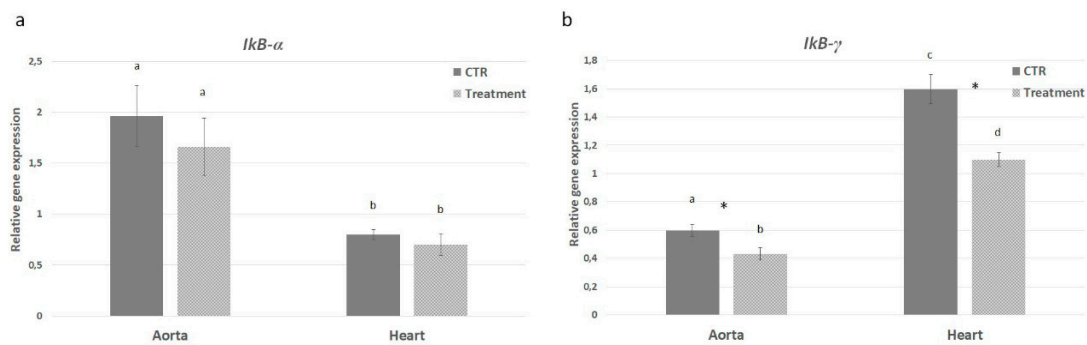 a
IkB-α
2,5
2
1,5
1
0,5
0
Relative gene expression
a
a
b
b
CTR
Treatment
Aorta
Heart
b
IkB-γ
1,8
1,6
1,4
1,2
1
0,8
0,6
0,4
0,2
0
Relative gene expression
a
*
b
c
*
d
CTR
Treatment
Aorta
Heart